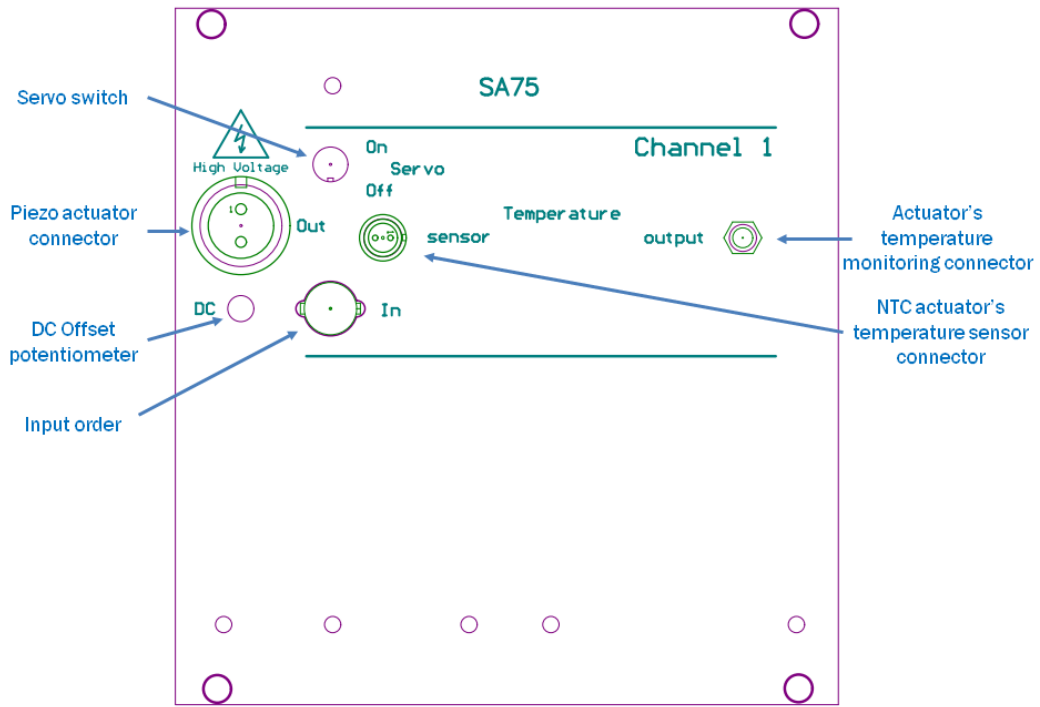 SA75
Servo switch
On
Channel 1
High Voltage
Servo
Off
Piezo actuator
connector
1
Out
Temperature
sensor
output
Actuator's
temperature
monitoring connector
DC
In
NTC actuator's
temperature sensor
connector
DC Offset
potentiometer
Input order